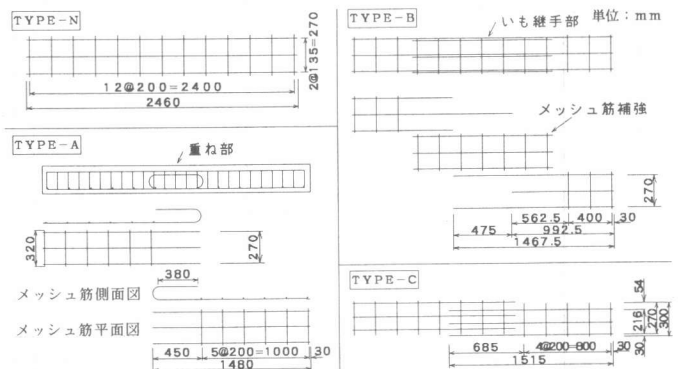 TYPE-N
2@135=270
12@200=2400
2460
TYPE-A
重ね部
320
270
380
メッシュ筋側面図
メッシュ筋平面図
450
5@200=1000
30
1480
TYPE-B
単位：mm
いも継手部
メッシュ筋補強
270
562.5
400
30
475
992.5
1467.5
TYPE-C
54
216
270
300
30
685
4@200=800
30
1515